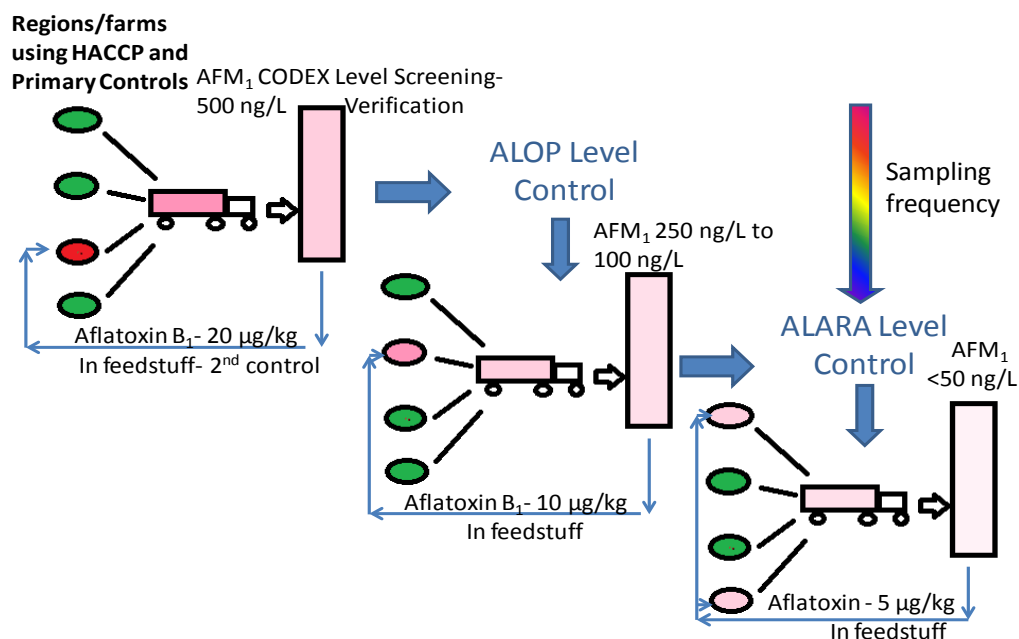 Regions/farms
using HACCP and
Primary Controls
AFM₁ CODEX Level Screening-
500 ng/L Verification
Aflatoxin B₁- 20 µg/kg
In feedstuff- 2ⁿᵈ control
ALOP Level
Control
AFM₁ 250 ng/L to
100 ng/L
Aflatoxin B₁- 10 µg/kg
In feedstuff
Sampling
frequency
ALARA Level
Control
AFM₁
<50 ng/L
Aflatoxin - 5 µg/kg
In feedstuff